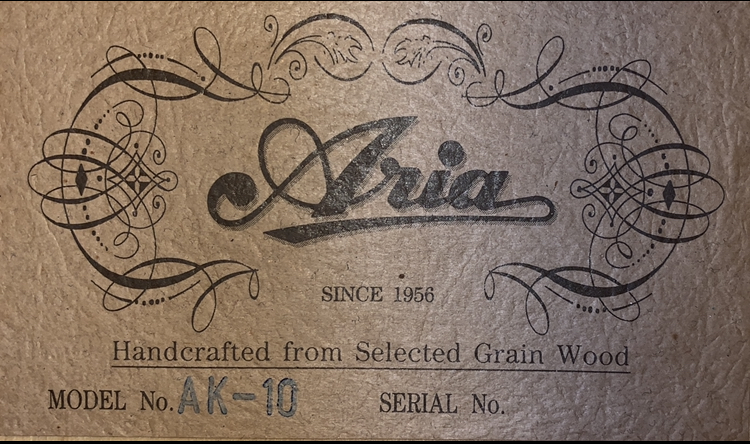 Aria
SINCE 1956
Handcrafted from Selected Grain Wood
MODEL No. AK-10 SERIAL No.